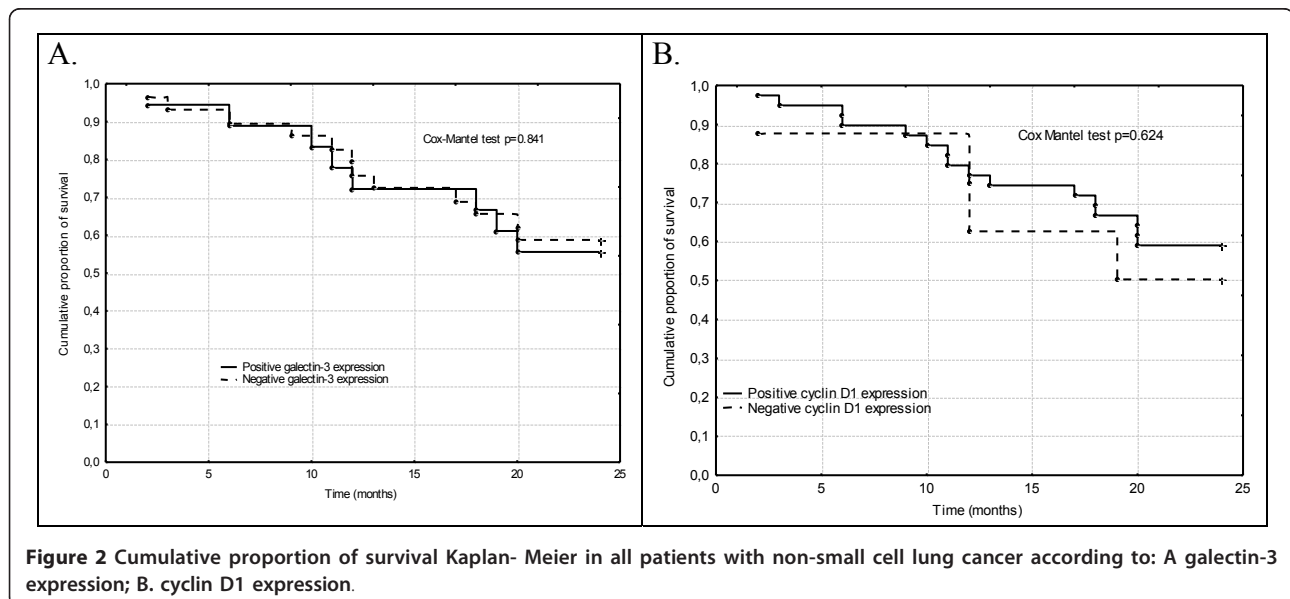 A.
1,0
0,9
0,8
0,7
0,6
0,5
0,4
0,3
0,2
0,1
0,0
Cumulative proportion of survival
Cox-Mantel test p=0.841
Positive galectin-3 expression
Negative galectin-3 expression
0 5 10 15 20 25
Time (months)
B.
1,0
0,9
0,8
0,7
0,6
0,5
0,4
0,3
0,2
0,1
0,0
Cumulative proportion of survival
Cox Mantel test p=0.624
Positive cyclin D1 expression
Negative cyclin D1 expression
0 5 10 15 20 25
Time (months)
Figure 2 Cumulative proportion of survival Kaplan- Meier in all patients with non-small cell lung cancer according to: A galectin-3
expression; B. cyclin D1 expression.